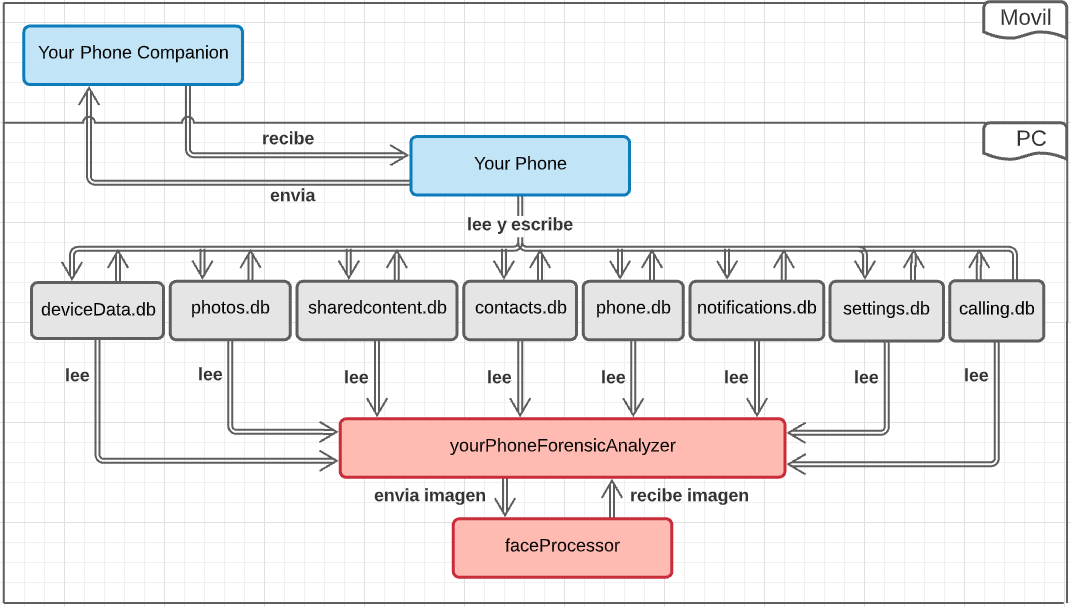 Movil
Your Phone Companion
PC
recibe
Your Phone
envia
lee y escribe
deviceData.db
photos.db
sharedcontent.db
contacts.db
phone.db
notifications.db
settings.db
calling.db
lee
lee
lee
lee
lee
lee
lee
lee
yourPhoneForensicAnalyzer
envia imagen
recibe imagen
faceProcessor